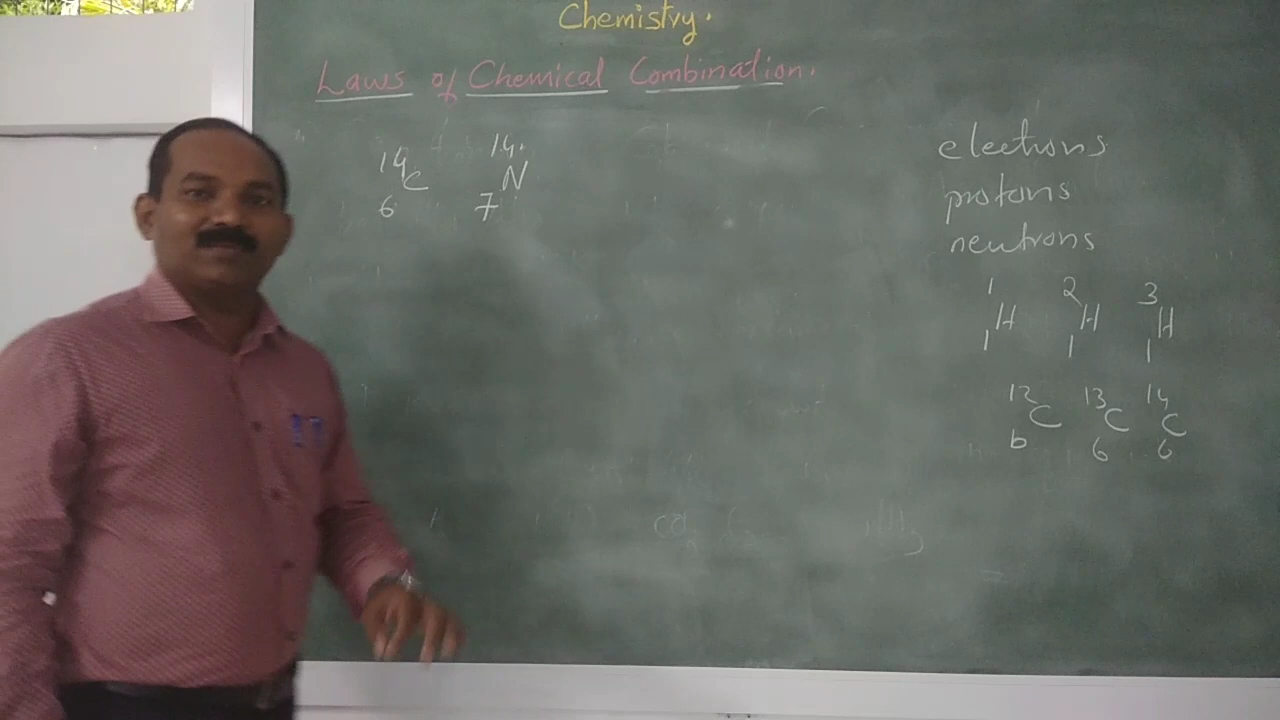 Chemistry.
Laws of Chemical Combination.
14 14.
C N
6 7
electrons
protons
neutrons
1 2 3
H H H
1 1 1
12 13 14
C C C
6 6 6